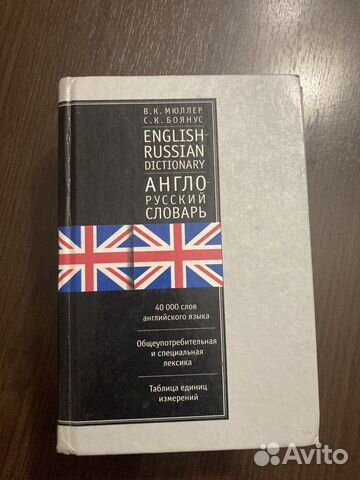 В.К. МЮЛЛЕР
С.К. БОЯНУС
ENGLISH-
RUSSIAN
DICTIONARY
АНГЛО-
РУССКИЙ
СЛОВАРЬ
40 000 слов
английского языка
Общеупотребительная
и специальная
лексика
Таблица единиц
измерений
Avito